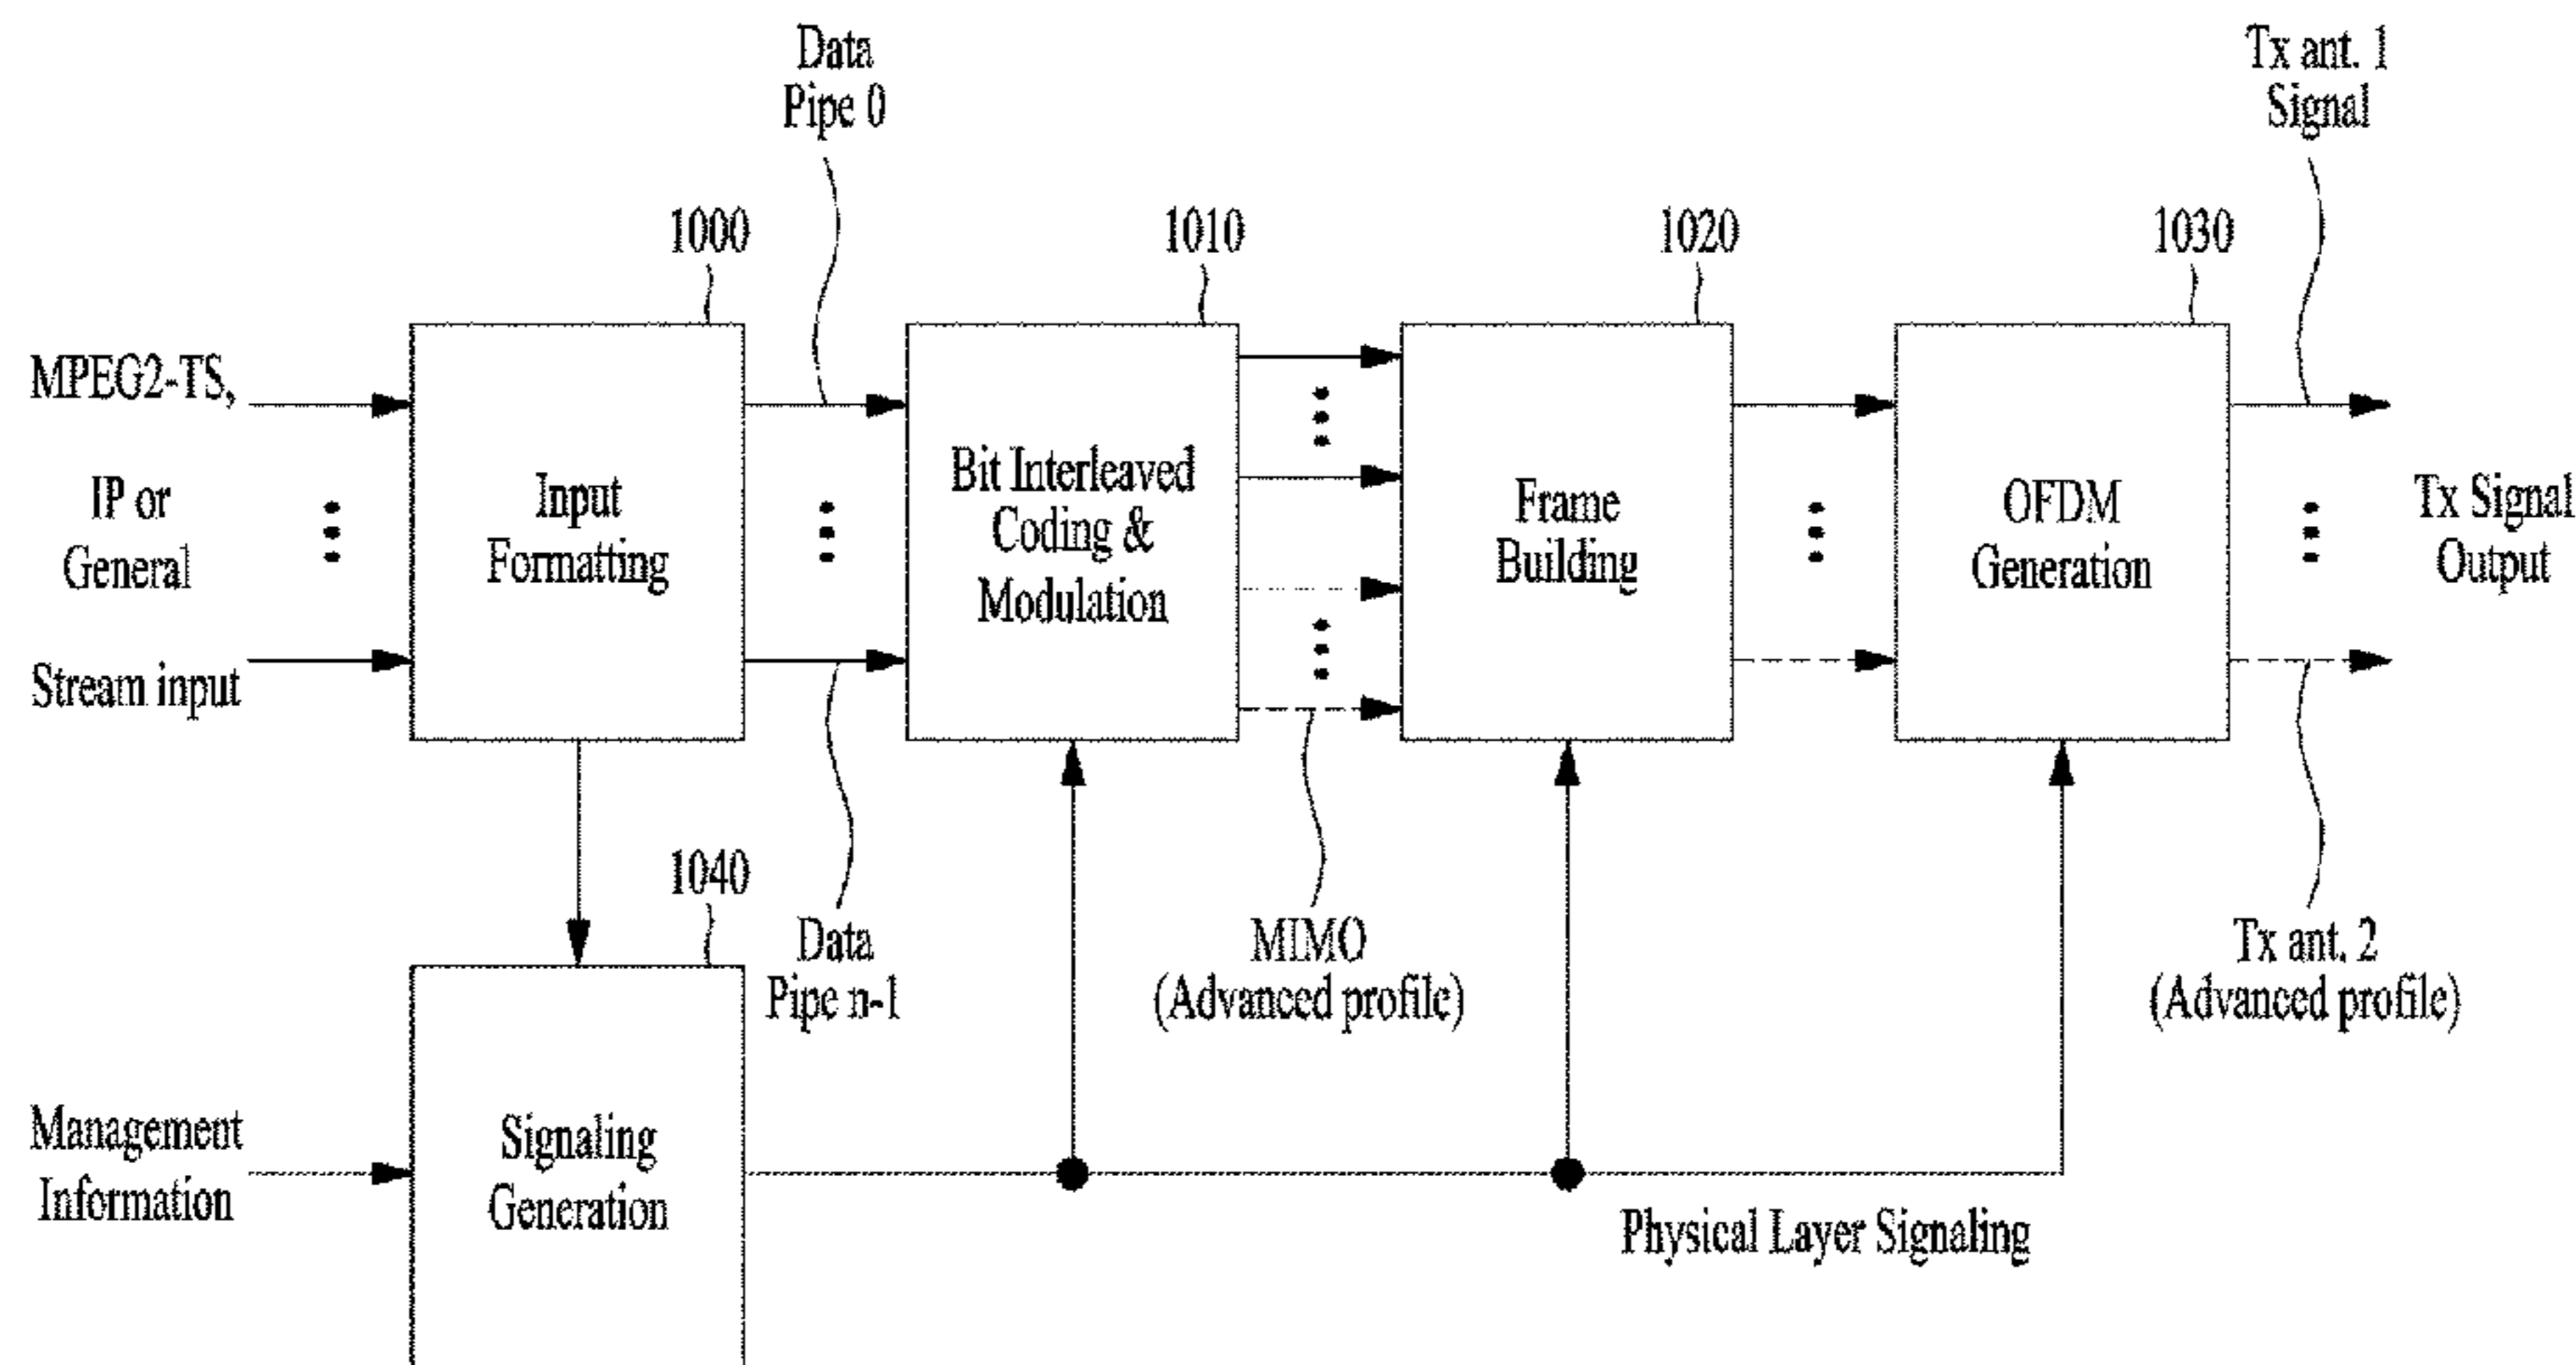 Data
Pipe 0
Tx ant. 1
Signal
1000
1010
1020
1030
MPEG2-TS,
IP or
General
Stream input
Input
Formatting
Bit Interleaved
Coding &
Modulation
Frame
Building
OFDM
Generation
Tx Signal
Output
1040
Data
Pipe n-1
MIMO
(Advanced profile)
Tx ant. 2
(Advanced profile)
Management
Information
Signaling
Generation
Physical Layer Signaling